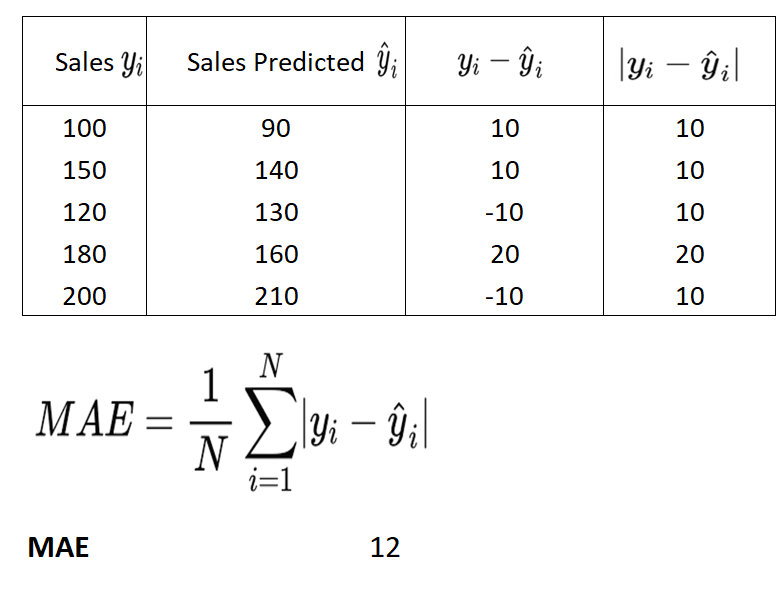 Sales yᵢ Sales Predicted ŷᵢ yᵢ − ŷᵢ |yᵢ − ŷᵢ|
100 90 10 10
150 140 10 10
120 130 -10 10
180 160 20 20
200 210 -10 10
MAE = 1/N ∑ᵢ₌₁ᴺ |yᵢ − ŷᵢ|
MAE 12